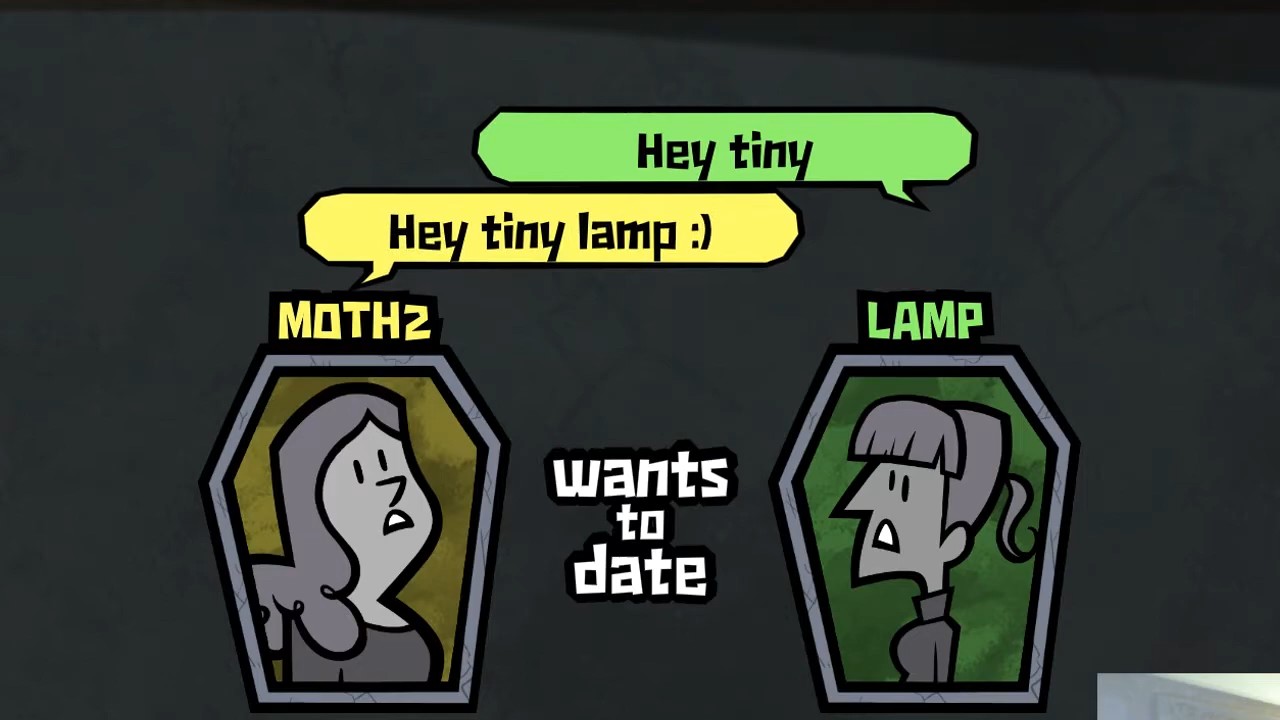 Hey tiny
Hey tiny lamp :)
MOTH2
LAMP
wants
to
date